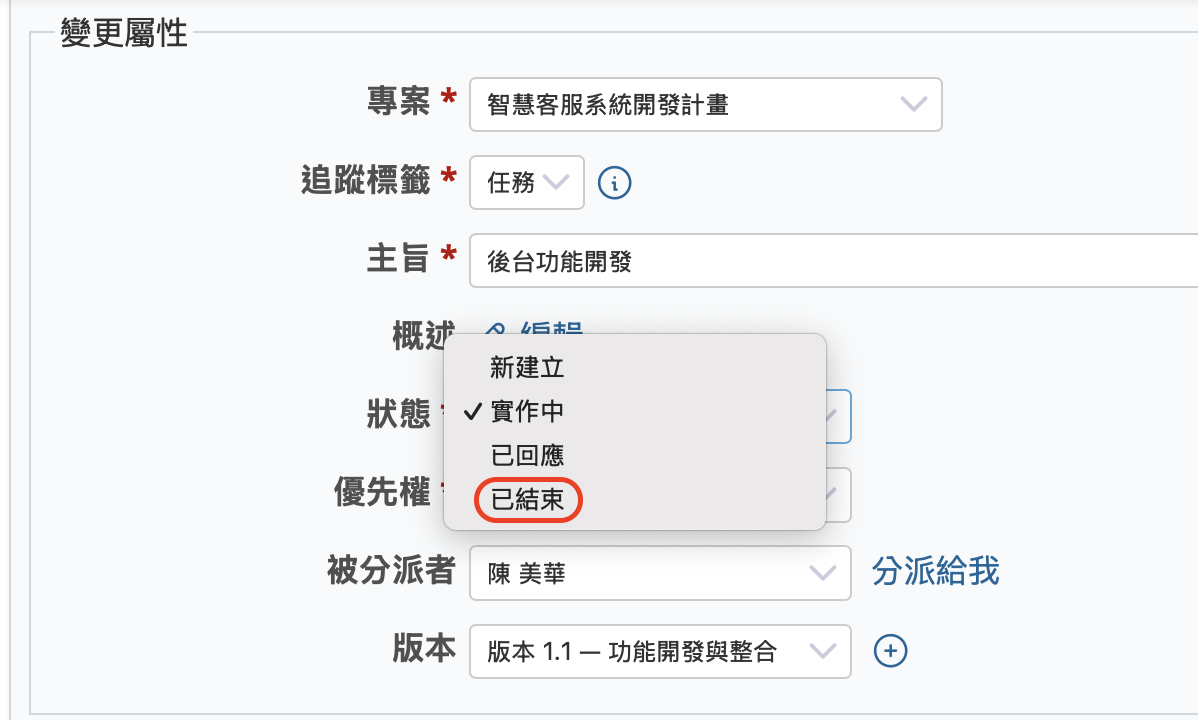 變更屬性
專案 *
智慧客服系統開發計畫
追蹤標籤 *
任務
主旨 *
後台功能開發
概述
編輯
狀態 *
新建立
實作中
已回應
已結束
優先權 *
被分派者
陳 美華
分派給我
版本
版本 1.1 — 功能開發與整合